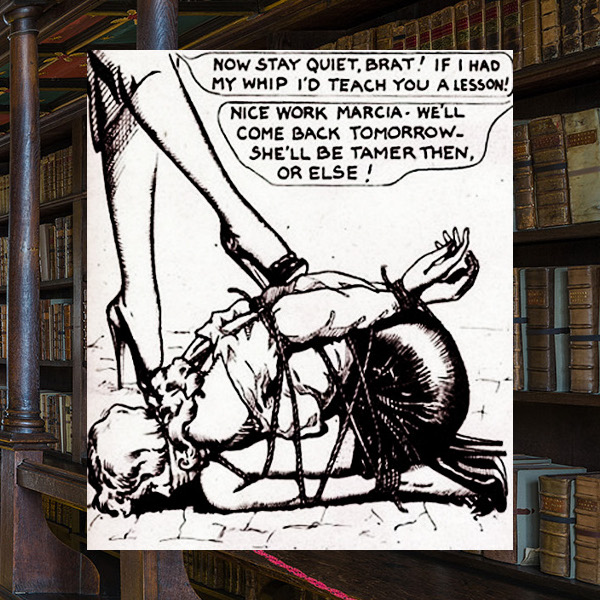 NOW STAY QUIET, BRAT! IF I HAD
MY WHIP I'D TEACH YOU A LESSON!
NICE WORK MARCIA- WE'LL
COME BACK TOMORROW-
SHE'LL BE TAMER THEN,
OR ELSE!